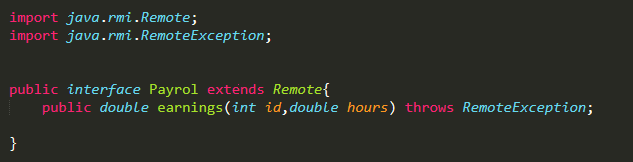 import java.rmi.Remote;
import java.rmi.RemoteException;
public interface Payrol extends Remote{
public double earnings(int id,double hours) throws RemoteException;
}